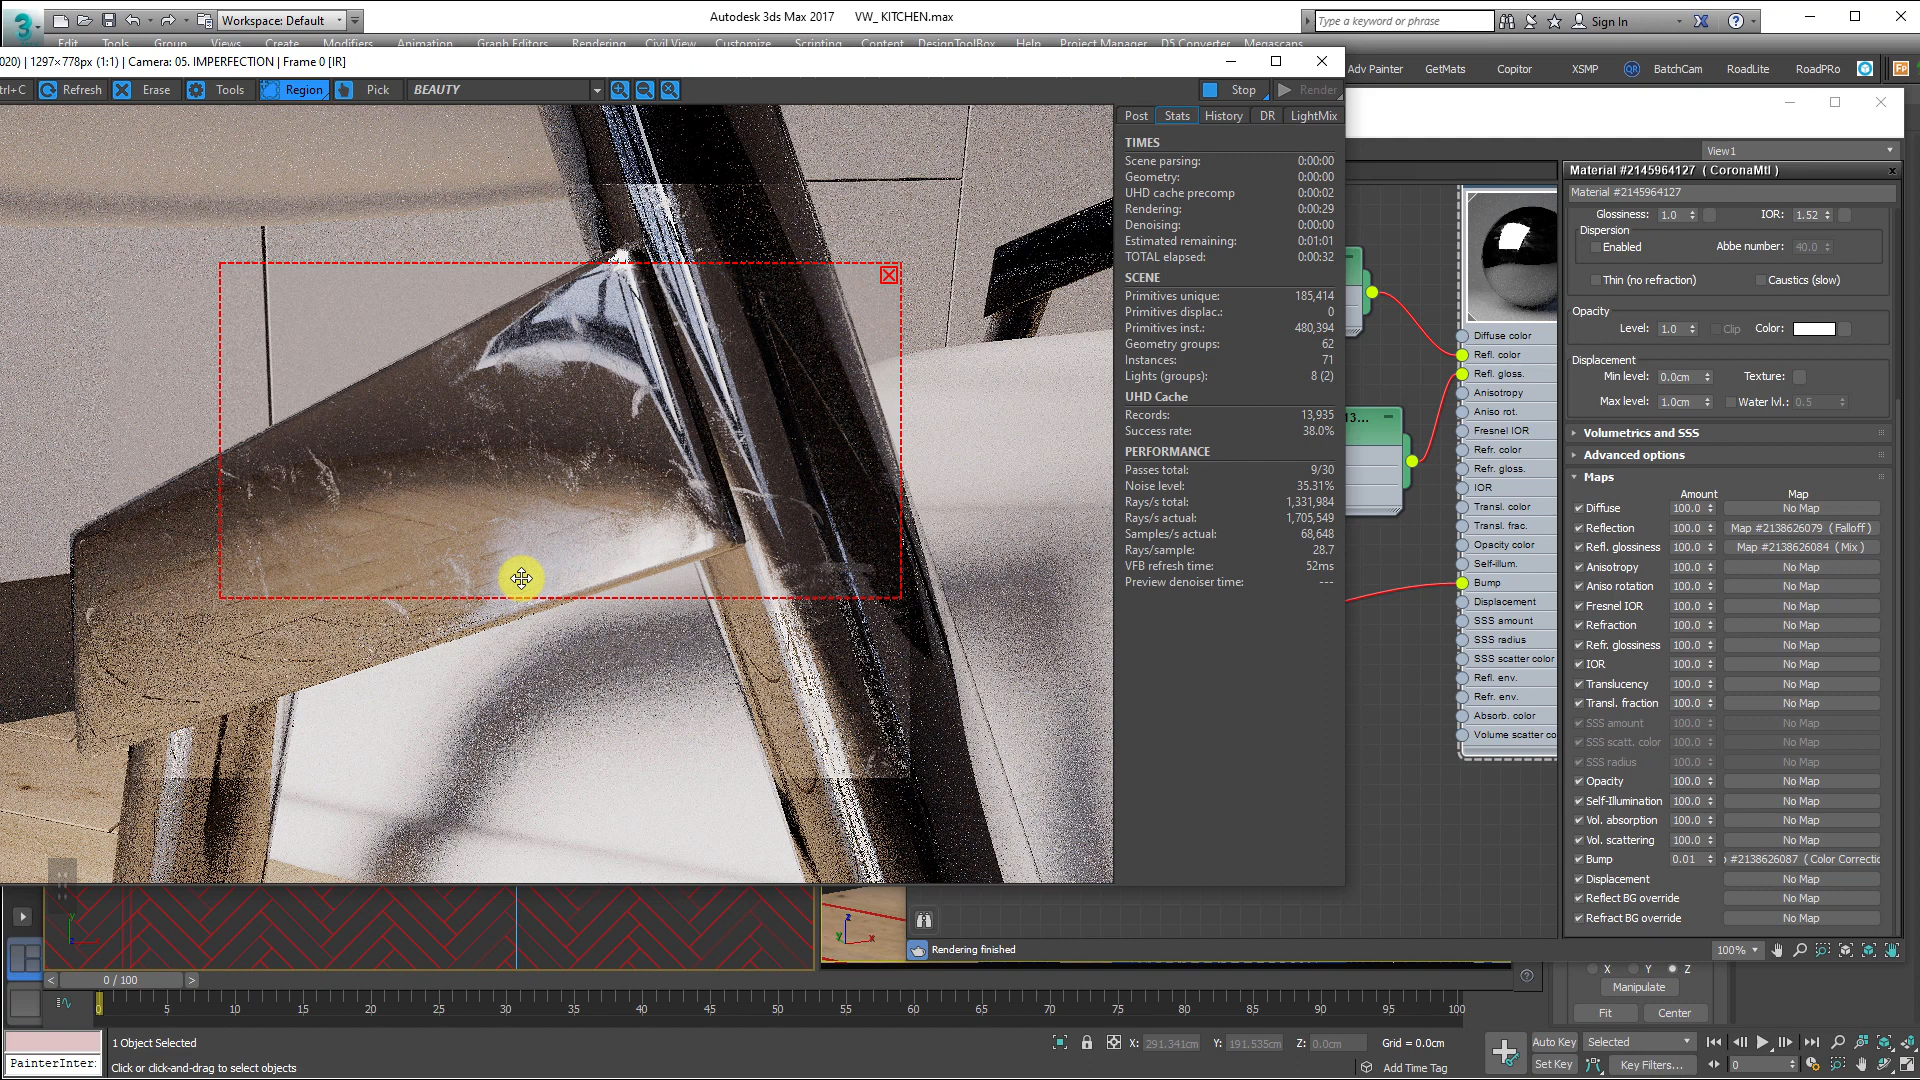 Workspace: Default
Autodesk 3ds Max 2017    VW_ KITCHEN.max
Type a keyword or phrase
Sign In
Edit Tools Group Views Create Modifiers Animation Graph Editors Rendering Civil View Customize Scripting Content DesignToolBox Help Project Manager D5 Converter Megascans
020) | 1297×778px (1:1) | Camera: 05. IMPERFECTION | Frame 0 [IR]
Adv Painter GetMats Copitor XSMP BatchCam RoadLite RoadPRo
trl+C Refresh Erase Tools Region Pick BEAUTY Stop Render
Post Stats History DR LightMix
TIMES
Scene parsing: 0:00:00
Geometry: 0:00:00
UHD cache precomp 0:00:02
Rendering: 0:00:29
Denoising: 0:00:00
Estimated remaining: 0:01:01
TOTAL elapsed: 0:00:32
SCENE
Primitives unique: 185,414
Primitives displac.: 0
Primitives inst.: 480,394
Geometry groups: 62
Instances: 71
Lights (groups): 8 (2)
UHD Cache
Records: 13,935
Success rate: 38.0%
PERFORMANCE
Passes total: 9/30
Noise level: 35.31%
Rays/s total: 1,331,984
Rays/s actual: 1,705,549
Samples/s actual: 68,648
Rays/sample: 28.7
VFB refresh time: 52ms
Preview denoiser time: ---
13...
Diffuse color
Refl. color
Refl. gloss.
Anisotropy
Aniso rot.
Fresnel IOR
Refr. color
Refr. gloss.
IOR
Transl. color
Transl. frac.
Opacity color
Self-illum.
Bump
Displacement
SSS amount
SSS radius
SSS scatter color
Refl. env.
Refr. env.
Absorb. color
Volume scatter co
View1
Material #2145964127 ( CoronaMtl )
Material #2145964127
Glossiness: 1.0 IOR: 1.52
Dispersion
Enabled Abbe number: 40.0
Thin (no refraction) Caustics (slow)
Opacity
Level: 1.0 Clip Color:
Displacement
Min level: 0.0cm Texture:
Max level: 1.0cm Water lvl.: 0.5
Volumetrics and SSS
Advanced options
Maps
Amount Map
Diffuse 100.0 No Map
Reflection 100.0 Map #2138626079 ( Falloff )
Refl. glossiness 100.0 Map #2138626084 ( Mix )
Anisotropy 100.0 No Map
Aniso rotation 100.0 No Map
Fresnel IOR 100.0 No Map
Refraction 100.0 No Map
Refr. glossiness 100.0 No Map
IOR 100.0 No Map
Translucency 100.0 No Map
Transl. fraction 100.0 No Map
SSS amount 100.0 No Map
SSS scatt. color 100.0 No Map
SSS radius 100.0 No Map
Opacity 100.0 No Map
Self-Illumination 100.0 No Map
Vol. absorption 100.0 No Map
Vol. scattering 100.0 No Map
Bump 0.01 #2138626087 ( Color Correctio
Displacement No Map
Reflect BG override No Map
Refract BG override No Map
Rendering finished
100%
0 / 100
X Y Z
Manipulate
Fit Center
0 5 10 15 20 25 30 35 40 45 50 55 60 65 70 75 80 85 90 95 100
PainterInter:
1 Object Selected
Click or click-and-drag to select objects
X: 291.341cm Y: 191.535cm Z: 0.0cm Grid = 0.0cm
Add Time Tag
Auto Key Selected
Set Key Key Filters...
0